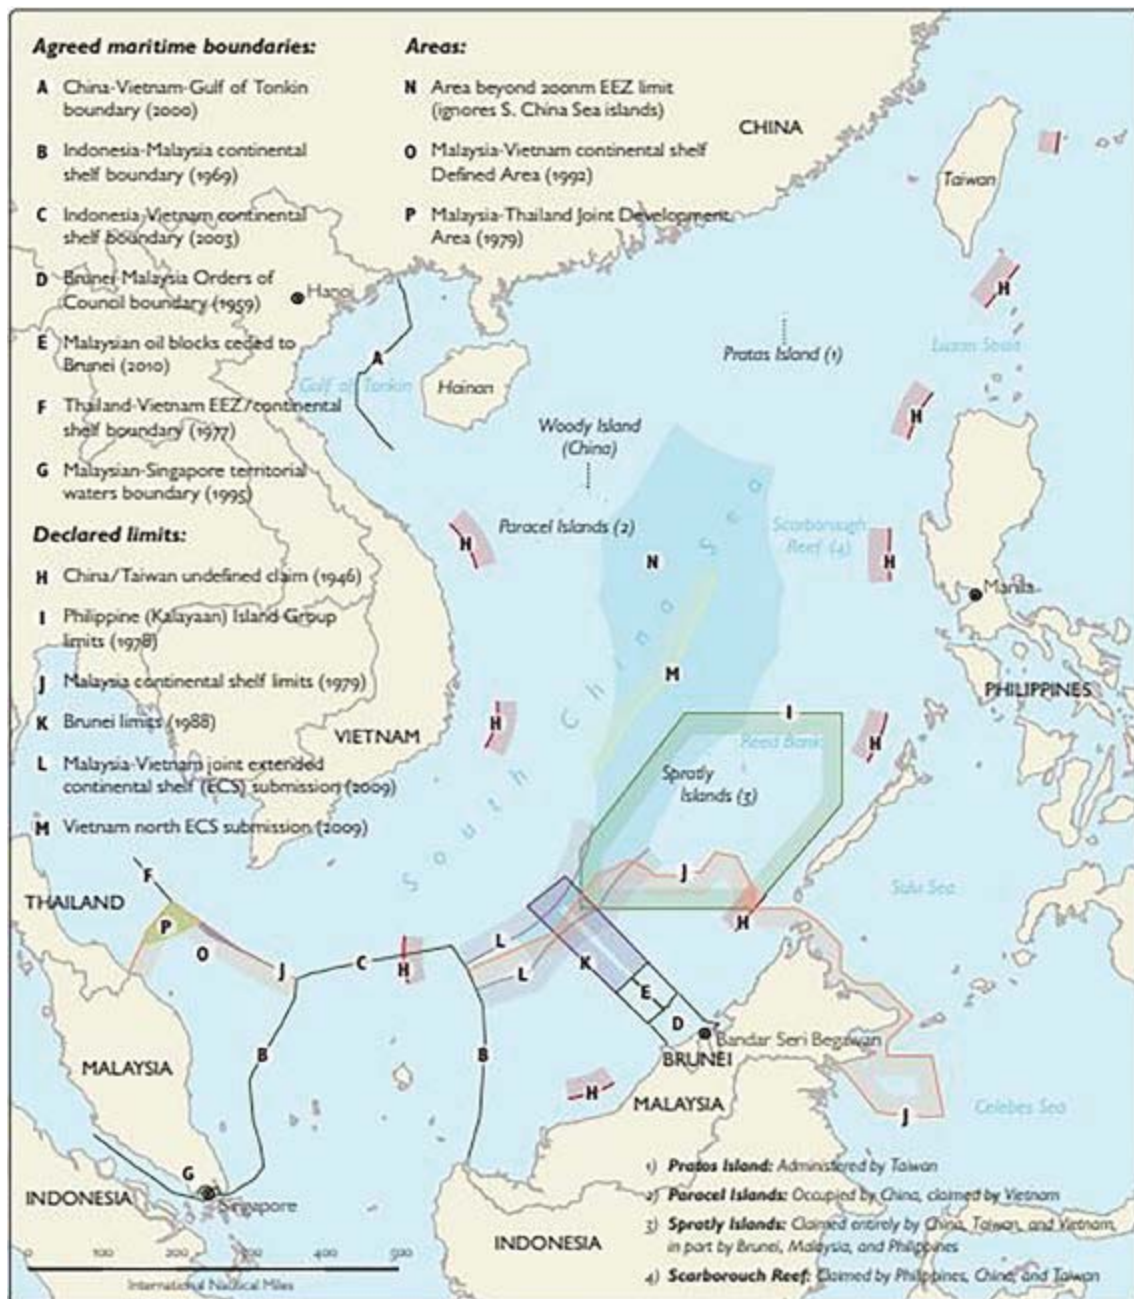 Agreed maritime boundaries:
A China-Vietnam-Gulf of Tonkin
boundary (2000)
B Indonesia-Malaysia continental
shelf boundary (1969)
C Indonesia-Vietnam continental
shelf boundary (2003)
D Brunei-Malaysia Orders of
Council boundary (1959)
E Malaysian oil blocks ceded to
Brunei (2010)
F Thailand-Vietnam EEZ/continental
shelf boundary (1977)
G Malaysian-Singapore territorial
waters boundary (1995)
Declared limits:
H China/Taiwan undefined claim (1946)
I Philippine (Kalayaan) Island Group
limits (1978)
J Malaysia continental shelf limits (1979)
K Brunei limits (1988)
L Malaysia-Vietnam joint extended
continental shelf (ECS) submission (2009)
M Vietnam north ECS submission (2009)
Areas:
N Area beyond 200nm EEZ limit
(ignores S. China Sea islands)
O Malaysia-Vietnam continental shelf
Defined Area (1992)
P Malaysia-Thailand Joint Development
Area (1979)
CHINA
Taiwan
H
Hanoi
A
Gulf of Tonkin
Hainan
Pratas Island (1)
Luzon Strait
H
Woody Island
(China)
Paracel Islands (2)
H
N
Scarborough
Reef (4)
H
Manila
M
PHILIPPINES
South China Sea
VIETNAM
H
I
Reed Bank
H
Spratly
Islands (3)
F
THAILAND
P
O
J
C
H
L
L
K
J
H
Sulu Sea
E
D
Bandar Seri Begawan
BRUNEI
MALAYSIA
B
B
H
MALAYSIA
J
Celebes Sea
G
Singapore
INDONESIA
INDONESIA
0 100 200 300 400 500
International Nautical Miles
1) Pratas Island: Administered by Taiwan
2) Paracel Islands: Occupied by China, claimed by Vietnam
3) Spratly Islands: Claimed entirely by China, Taiwan, and Vietnam,
in part by Brunei, Malaysia, and Philippines
4) Scarborouch Reef: Claimed by Philippines, China, and Taiwan